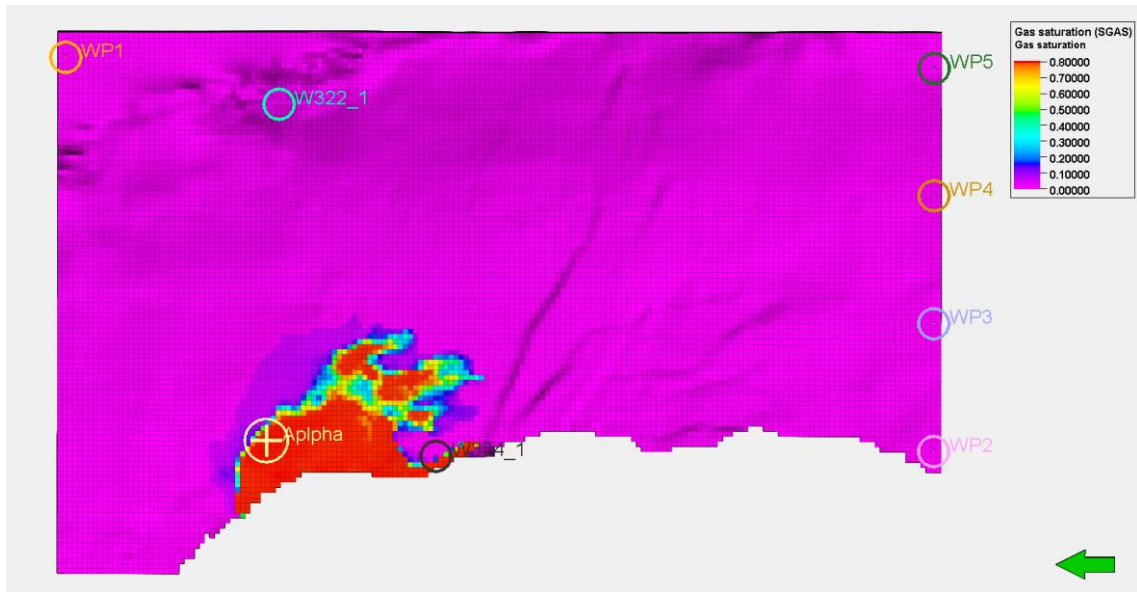 WP1
W322_1
WP5
WP4
WP3
Aplpha
W334_1
WP2
Gas saturation (SGAS)
Gas saturation
0.80000
0.70000
0.60000
0.50000
0.40000
0.30000
0.20000
0.10000
0.00000